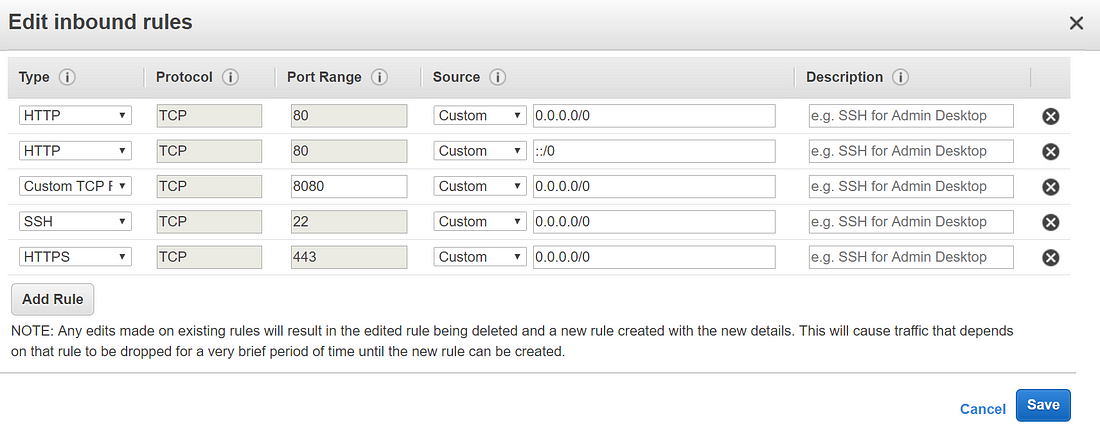 Edit inbound rules
Type Protocol Port Range Source Description
HTTP TCP 80 Custom 0.0.0.0/0 e.g. SSH for Admin Desktop
HTTP TCP 80 Custom ::/0 e.g. SSH for Admin Desktop
Custom TCP F TCP 8080 Custom 0.0.0.0/0 e.g. SSH for Admin Desktop
SSH TCP 22 Custom 0.0.0.0/0 e.g. SSH for Admin Desktop
HTTPS TCP 443 Custom 0.0.0.0/0 e.g. SSH for Admin Desktop
Add Rule
NOTE: Any edits made on existing rules will result in the edited rule being deleted and a new rule created with the new details. This will cause traffic that depends
on that rule to be dropped for a very brief period of time until the new rule can be created.
Cancel Save